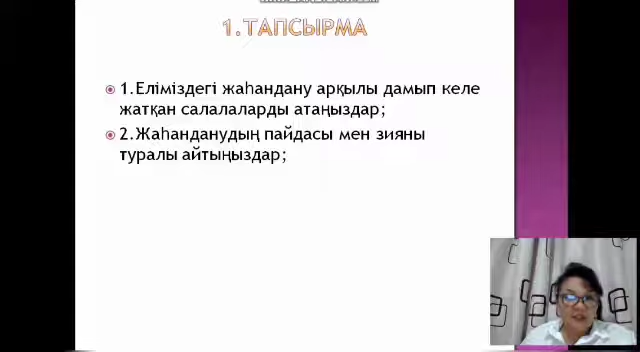 1.ТАПСЫРМА
1.Еліміздегі жаһандану арқылы дамып келе
жатқан салалаларды атаңыздар;
2.Жаһанданудың пайдасы мен зияны
туралы айтыңыздар;